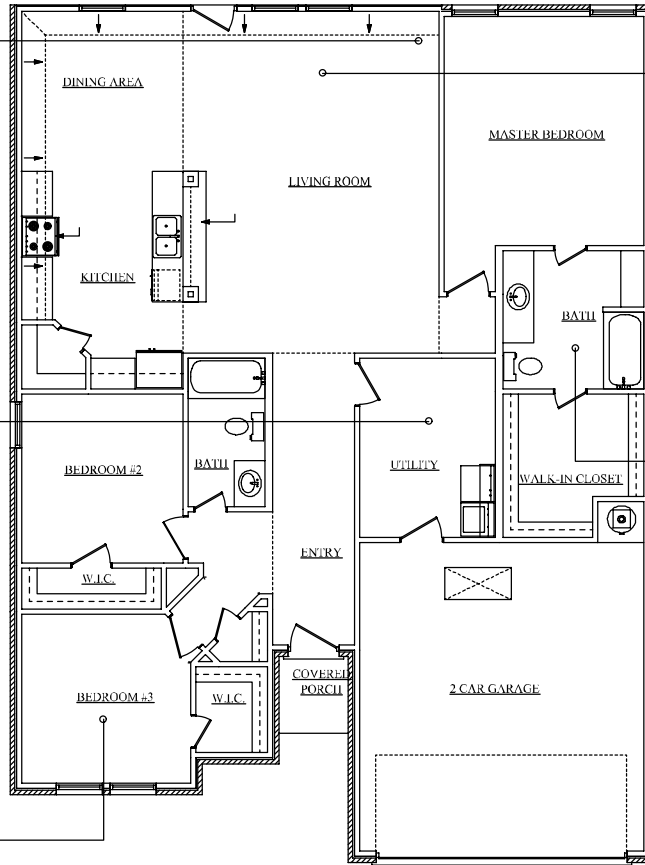 DINING AREA
MASTER BEDROOM
LIVING ROOM
KITCHEN
BATH
BEDROOM #2
BATH
UTILITY
WALK-IN CLOSET
ENTRY
W.I.C.
COVERED
PORCH
2 CAR GARAGE
BEDROOM #3
W.I.C.